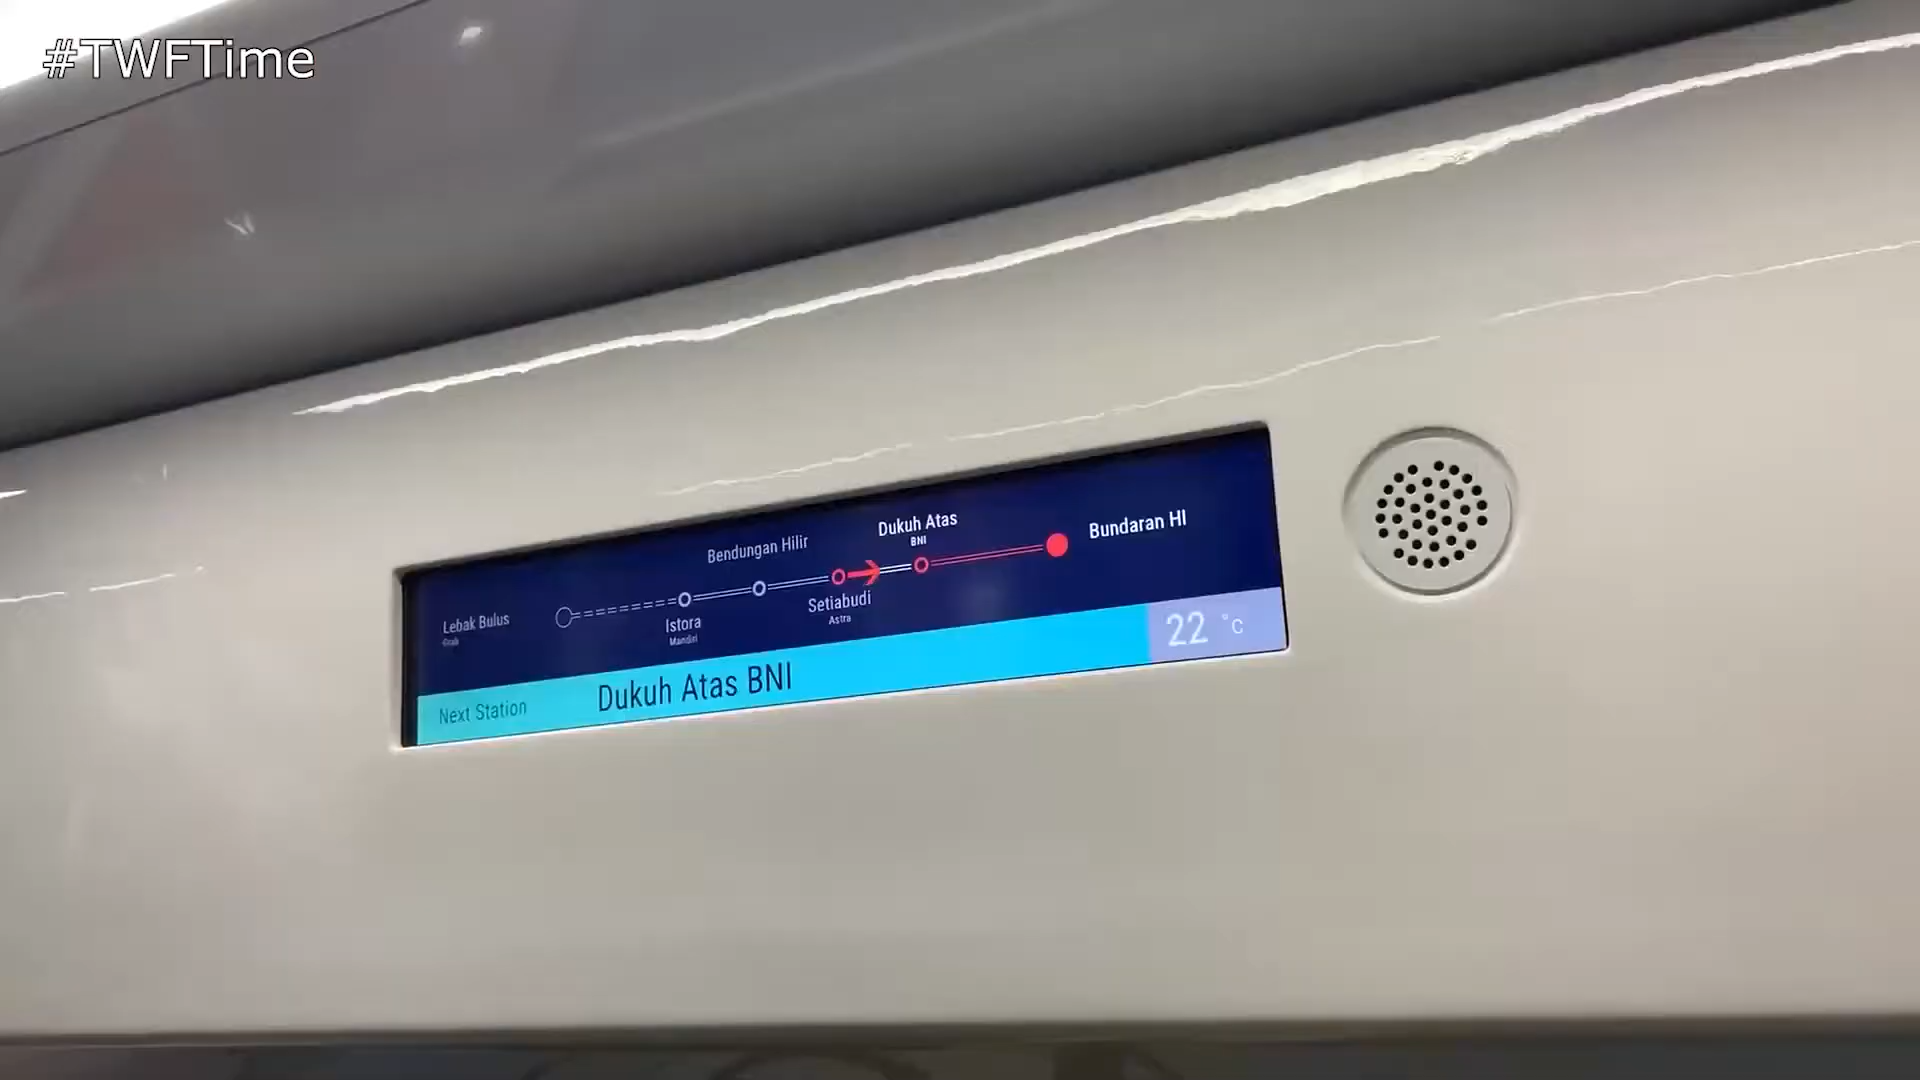 #TWFTime
Dukuh Atas
BNI
Bundaran HI
Bendungan Hilir
Setiabudi
Astra
Istora
Mandiri
Lebak Bulus
Grab
22 °C
Next Station
Dukuh Atas BNI